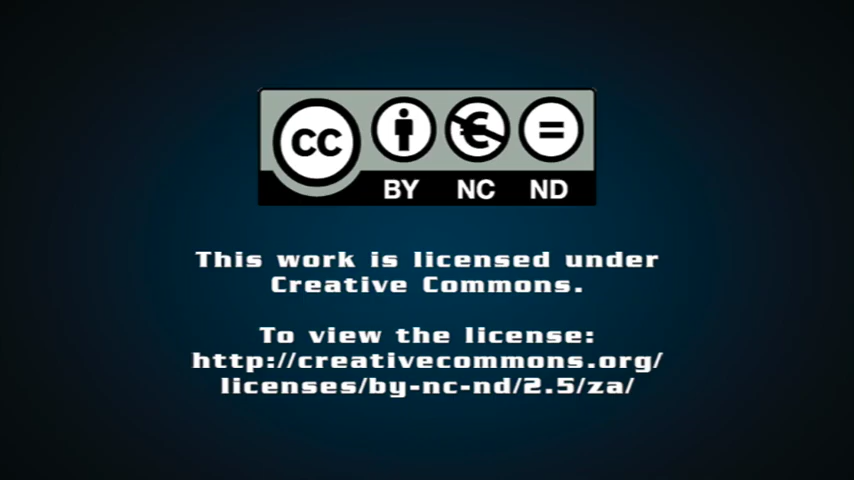 CC
BY NC ND
This work is licensed under
Creative Commons.
To view the license:
http://creativecommons.org/
licenses/by-nc-nd/2.5/za/